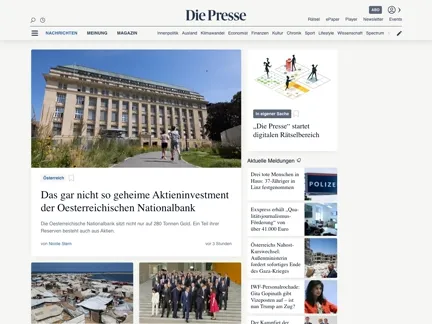 Die Presse
ABO
Rätsel ePaper Player Newsletter Events
NACHRICHTEN MEINUNG MAGAZIN
Innenpolitik Ausland Klimawandel Economist Finanzen Kultur Chronik Sport Lifestyle Wissenschaft Spectrum
Österreich
Das gar nicht so geheime Aktieninvestment
der Oesterreichischen Nationalbank
Die Oesterreichische Nationalbank sitzt nicht nur auf 280 Tonnen Gold. Ein Teil ihrer
Reserven besteht auch aus Aktien.
von Nicole Stern
vor 3 Stunden
In eigener Sache
„Die Presse“ startet
digitalen Rätselbereich
Aktuelle Meldungen
Drei tote Menschen in
Haus: 37-Jähriger in
Linz festgenommen
POLIZE
Exxpress erhält „Qua-
litätsjournalismus-
Förderung“ von
über 41.000 Euro
Österreichs Nahost-
Kurswechsel:
Außenministerin
fordert sofortiges Ende
des Gaza-Krieges
IWF-Personalrochade:
Gita Gopinath gibt
Vizeposten auf – ist
nun Trump am Zug?
Der Kampf